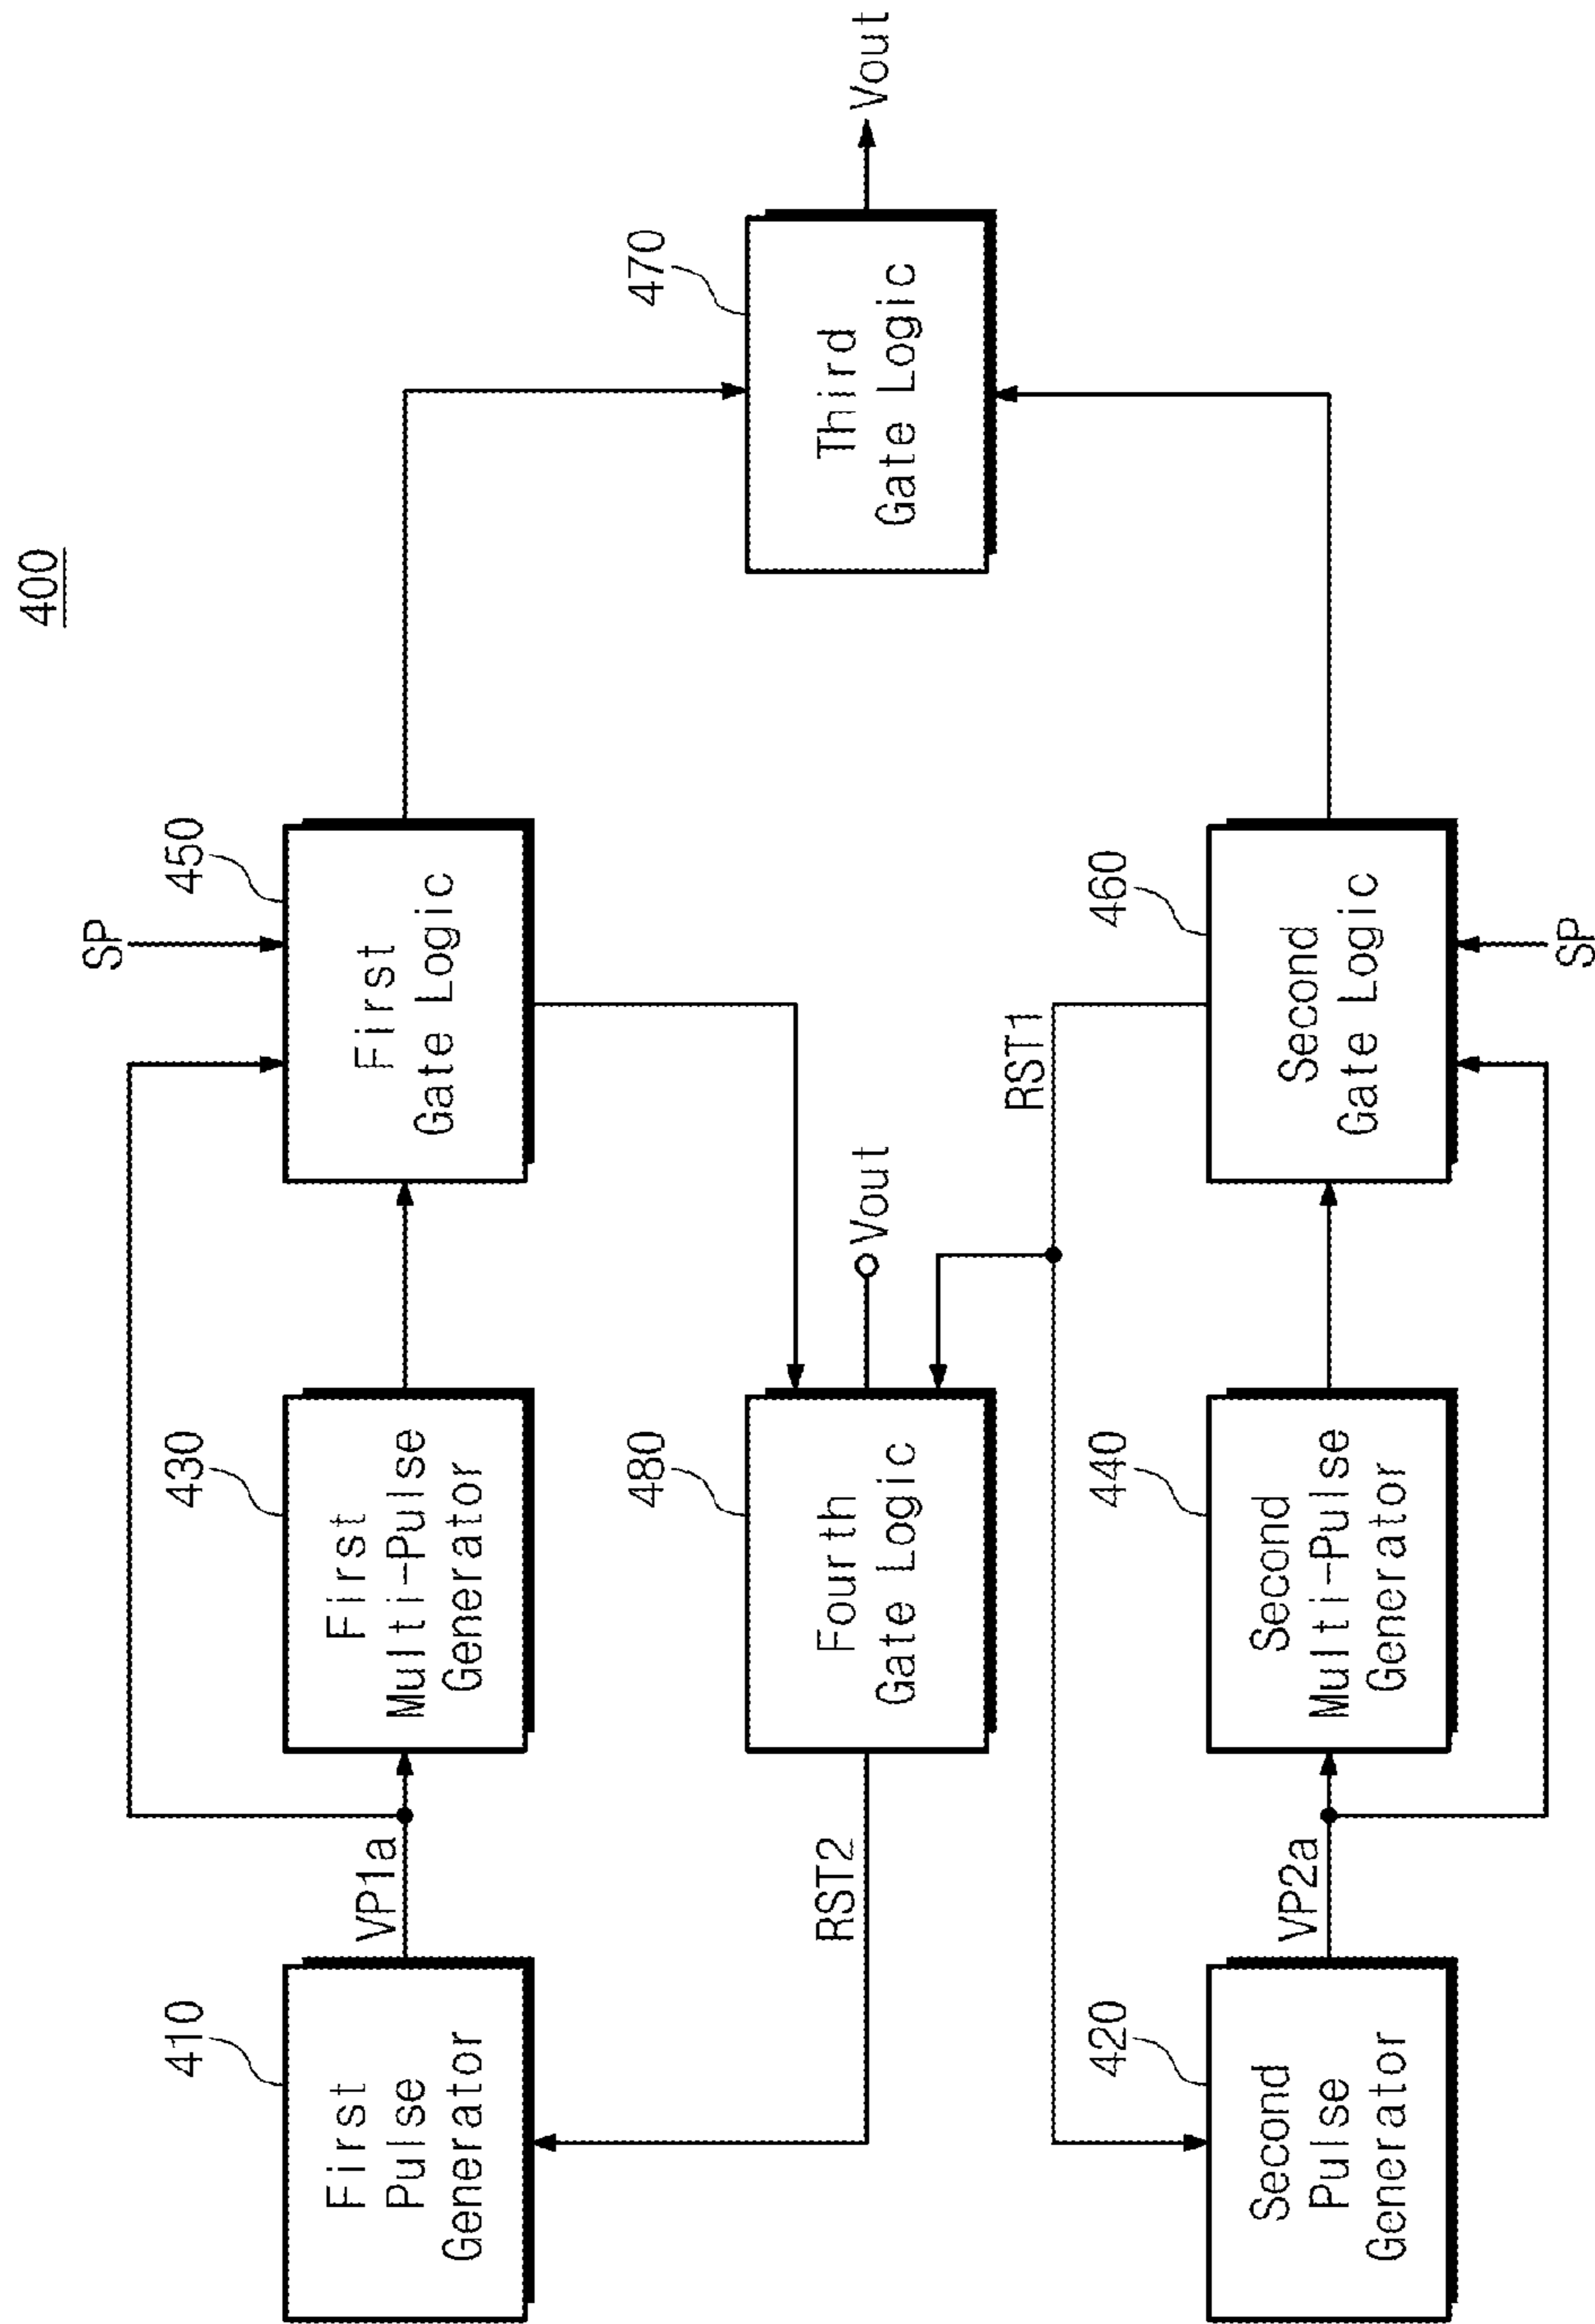 400
SP
450
First
Gate Logic
430
First
Multi-Pulse
Generator
VP1a
410
First
Pulse
Generator
470
Third
Gate Logic
Vout
Vout
480
Fourth
Gate Logic
RST2
RST1
460
Second
Gate Logic
SP
440
Second
Multi-Pulse
Generator
VP2a
420
Second
Pulse
Generator